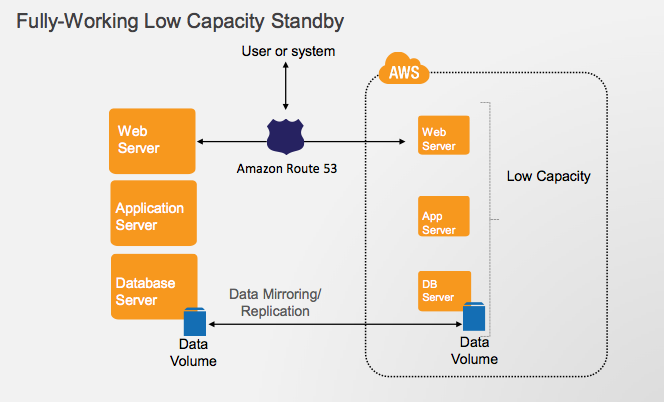 Fully-Working Low Capacity Standby
User or system
AWS
Web
Server
Web
Server
Amazon Route 53
Low Capacity
Application
Server
App
Server
Database
Server
Data Mirroring/
Replication
DB
Server
Data
Volume
Data
Volume